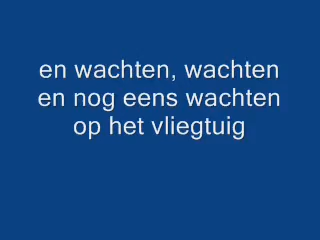 en wachten, wachten
en nog eens wachten
op het vliegtuig